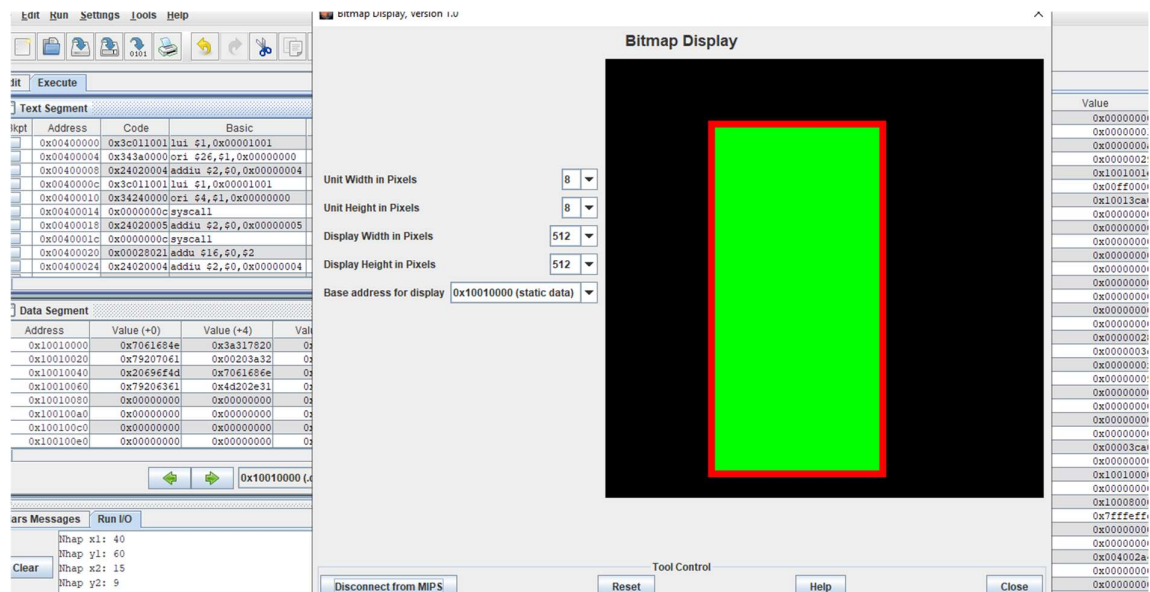 Edit Run Settings Tools Help
Bitmap Display, Version 1.0
Bitmap Display
Execute
Text Segment
Bkpt Address Code Basic
0x00400000 0x3c011001 lui $1,0x00001001
0x00400004 0x343a0000 ori $26,$1,0x00000000
0x00400008 0x24020004 addiu $2,$0,0x00000004
0x0040000c 0x3c011001 lui $1,0x00001001
0x00400010 0x34240000 ori $4,$1,0x00000000
0x00400014 0x0000000c syscall
0x00400018 0x24020005 addiu $2,$0,0x00000005
0x0040001c 0x0000000c syscall
0x00400020 0x00028021 addu $16,$0,$2
0x00400024 0x24020004 addiu $2,$0,0x00000004
Data Segment
Address Value (+0) Value (+4)
0x10010000 0x7061684e 0x3a317820
0x10010020 0x79207061 0x00203a32
0x10010040 0x20696f4d 0x7061686e
0x10010060 0x79206361 0x4d202e31
0x10010080 0x00000000 0x00000000
0x100100a0 0x00000000 0x00000000
0x100100c0 0x00000000 0x00000000
0x100100e0 0x00000000 0x00000000
0x10010000
Mars Messages Run I/O
Nhap x1: 40
Nhap y1: 60
Clear
Nhap x2: 15
Nhap y2: 9
Unit Width in Pixels 8
Unit Height in Pixels 8
Display Width in Pixels 512
Display Height in Pixels 512
Base address for display 0x10010000 (static data)
Tool Control
Disconnect from MIPS Reset Help Close
Value